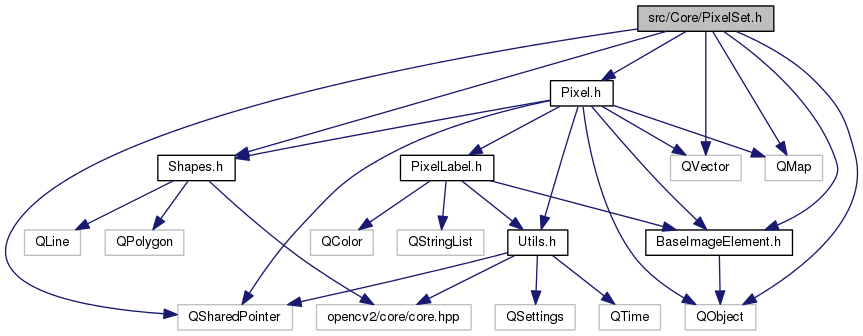 src/Core/PixelSet.h
Pixel.h
Shapes.h
PixelLabel.h
QVector
QMap
QLine
QPolygon
QColor
QStringList
Utils.h
BaseImageElement.h
QSharedPointer
opencv2/core/core.hpp
QSettings
QTime
QObject